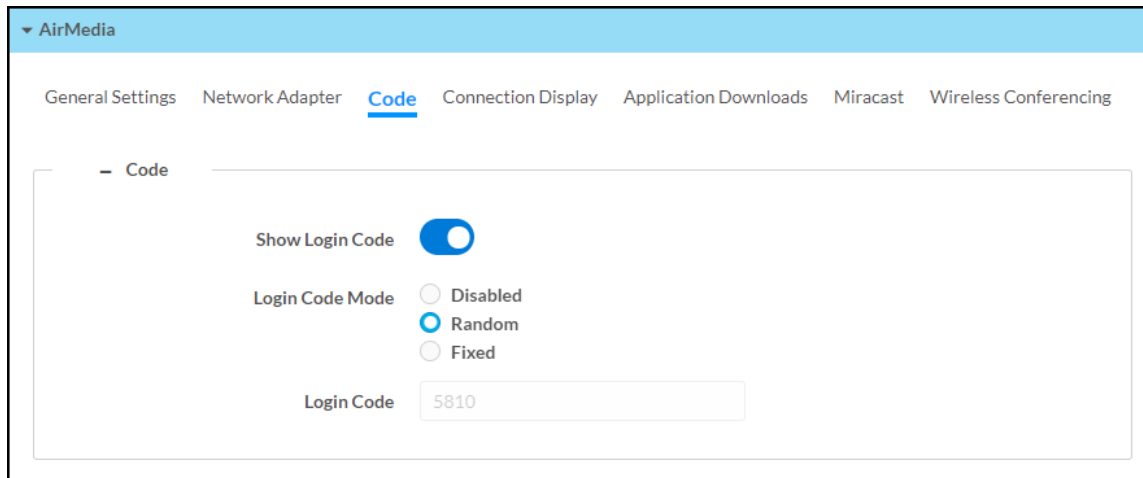 AirMedia
General Settings Network Adapter Code Connection Display Application Downloads Miracast Wireless Conferencing
– Code
Show Login Code
Login Code Mode Disabled
Random
Fixed
Login Code 5810